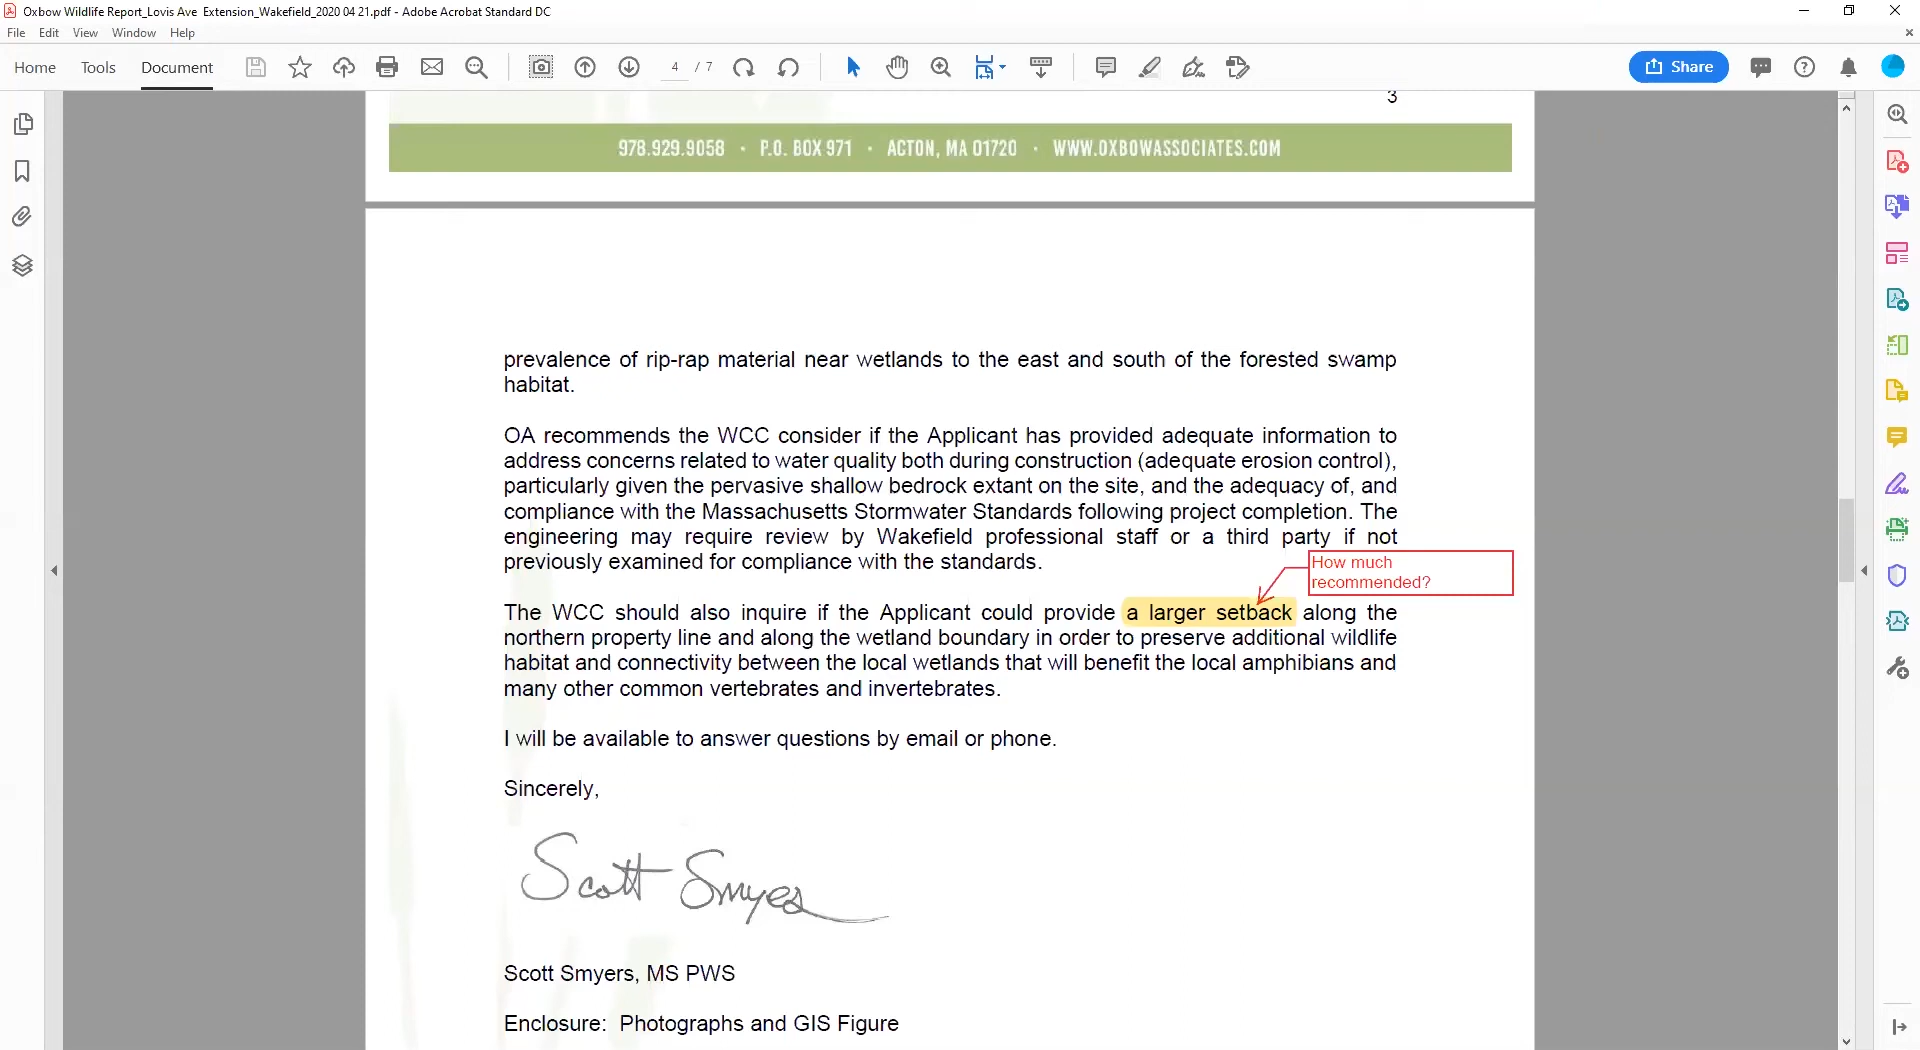 Oxbow Wildlife Report_Lovis Ave Extension_Wakefield_2020 04 21.pdf - Adobe Acrobat Standard DC
File Edit View Window Help
Home Tools Document 4 / 7 Share
3
978.929.9058 · P.O. BOX 971 · ACTON, MA 01720 · WWW.OXBOWASSOCIATES.COM
prevalence of rip-rap material near wetlands to the east and south of the forested swamp
habitat.
OA recommends the WCC consider if the Applicant has provided adequate information to
address concerns related to water quality both during construction (adequate erosion control),
particularly given the pervasive shallow bedrock extant on the site, and the adequacy of, and
compliance with the Massachusetts Stormwater Standards following project completion. The
engineering may require review by Wakefield professional staff or a third party if not
previously examined for compliance with the standards.
How much
recommended?
The WCC should also inquire if the Applicant could provide a larger setback along the
northern property line and along the wetland boundary in order to preserve additional wildlife
habitat and connectivity between the local wetlands that will benefit the local amphibians and
many other common vertebrates and invertebrates.
I will be available to answer questions by email or phone.
Sincerely,
Scott Smyers
Scott Smyers, MS PWS
Enclosure: Photographs and GIS Figure